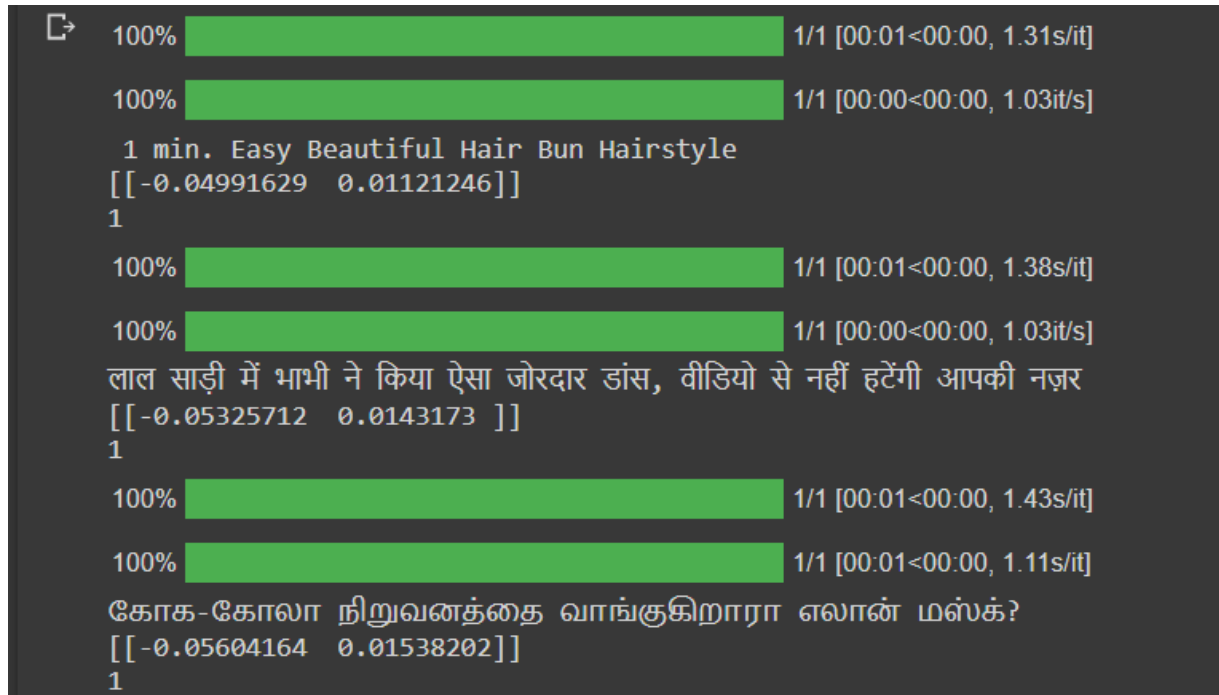 100% 1/1 [00:01<00:00, 1.31s/it]
100% 1/1 [00:00<00:00, 1.03it/s]
1 min. Easy Beautiful Hair Bun Hairstyle
[[-0.04991629 0.01121246]]
1
100% 1/1 [00:01<00:00, 1.38s/it]
100% 1/1 [00:00<00:00, 1.03it/s]
लाल साड़ी में भाभी ने किया ऐसा जोरदार डांस, वीडियो से नहीं हटेंगी आपकी नज़र
[[-0.05325712 0.0143173 ]]
1
100% 1/1 [00:01<00:00, 1.43s/it]
100% 1/1 [00:01<00:00, 1.11s/it]
கோக-கோலா நிறுவனத்தை வாங்குகிறாரா எலான் மஸ்க்?
[[-0.05604164 0.01538202]]
1